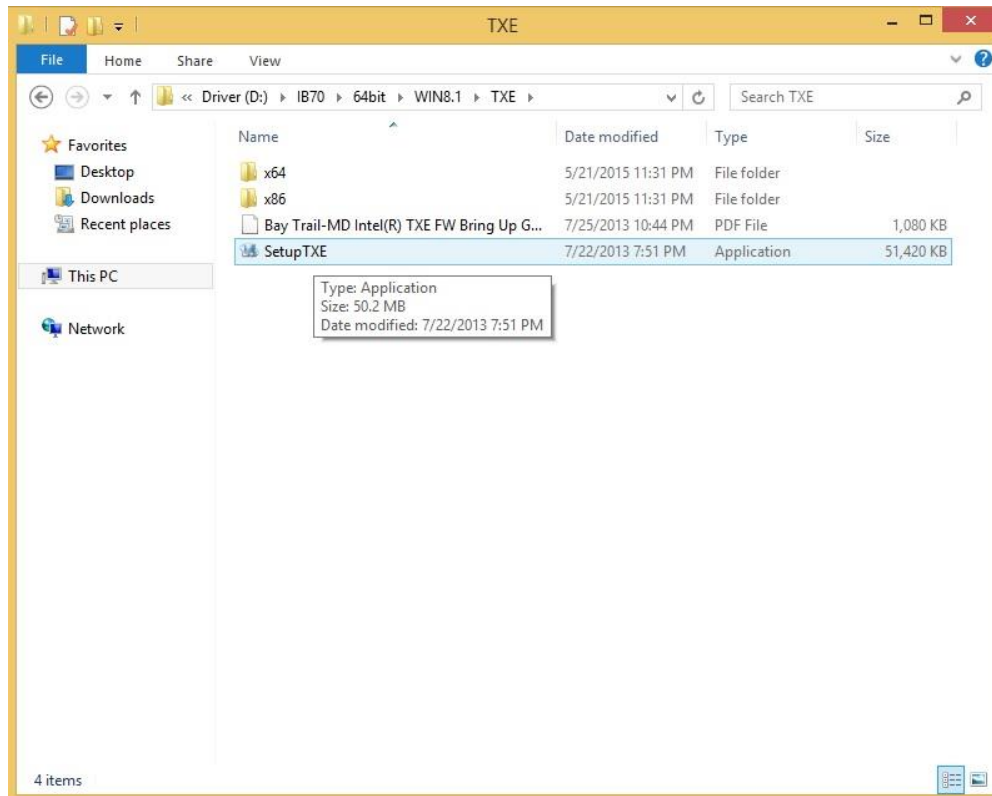 TXE
File Home Share View
« Driver (D:) IB70 64bit WIN8.1 TXE
Search TXE
Favorites
Desktop
Downloads
Recent places
This PC
Network
Name Date modified Type Size
x64 5/21/2015 11:31 PM File folder
x86 5/21/2015 11:31 PM File folder
Bay Trail-MD Intel(R) TXE FW Bring Up G... 7/25/2013 10:44 PM PDF File 1,080 KB
SetupTXE 7/22/2013 7:51 PM Application 51,420 KB
Type: Application
Size: 50.2 MB
Date modified: 7/22/2013 7:51 PM
4 items